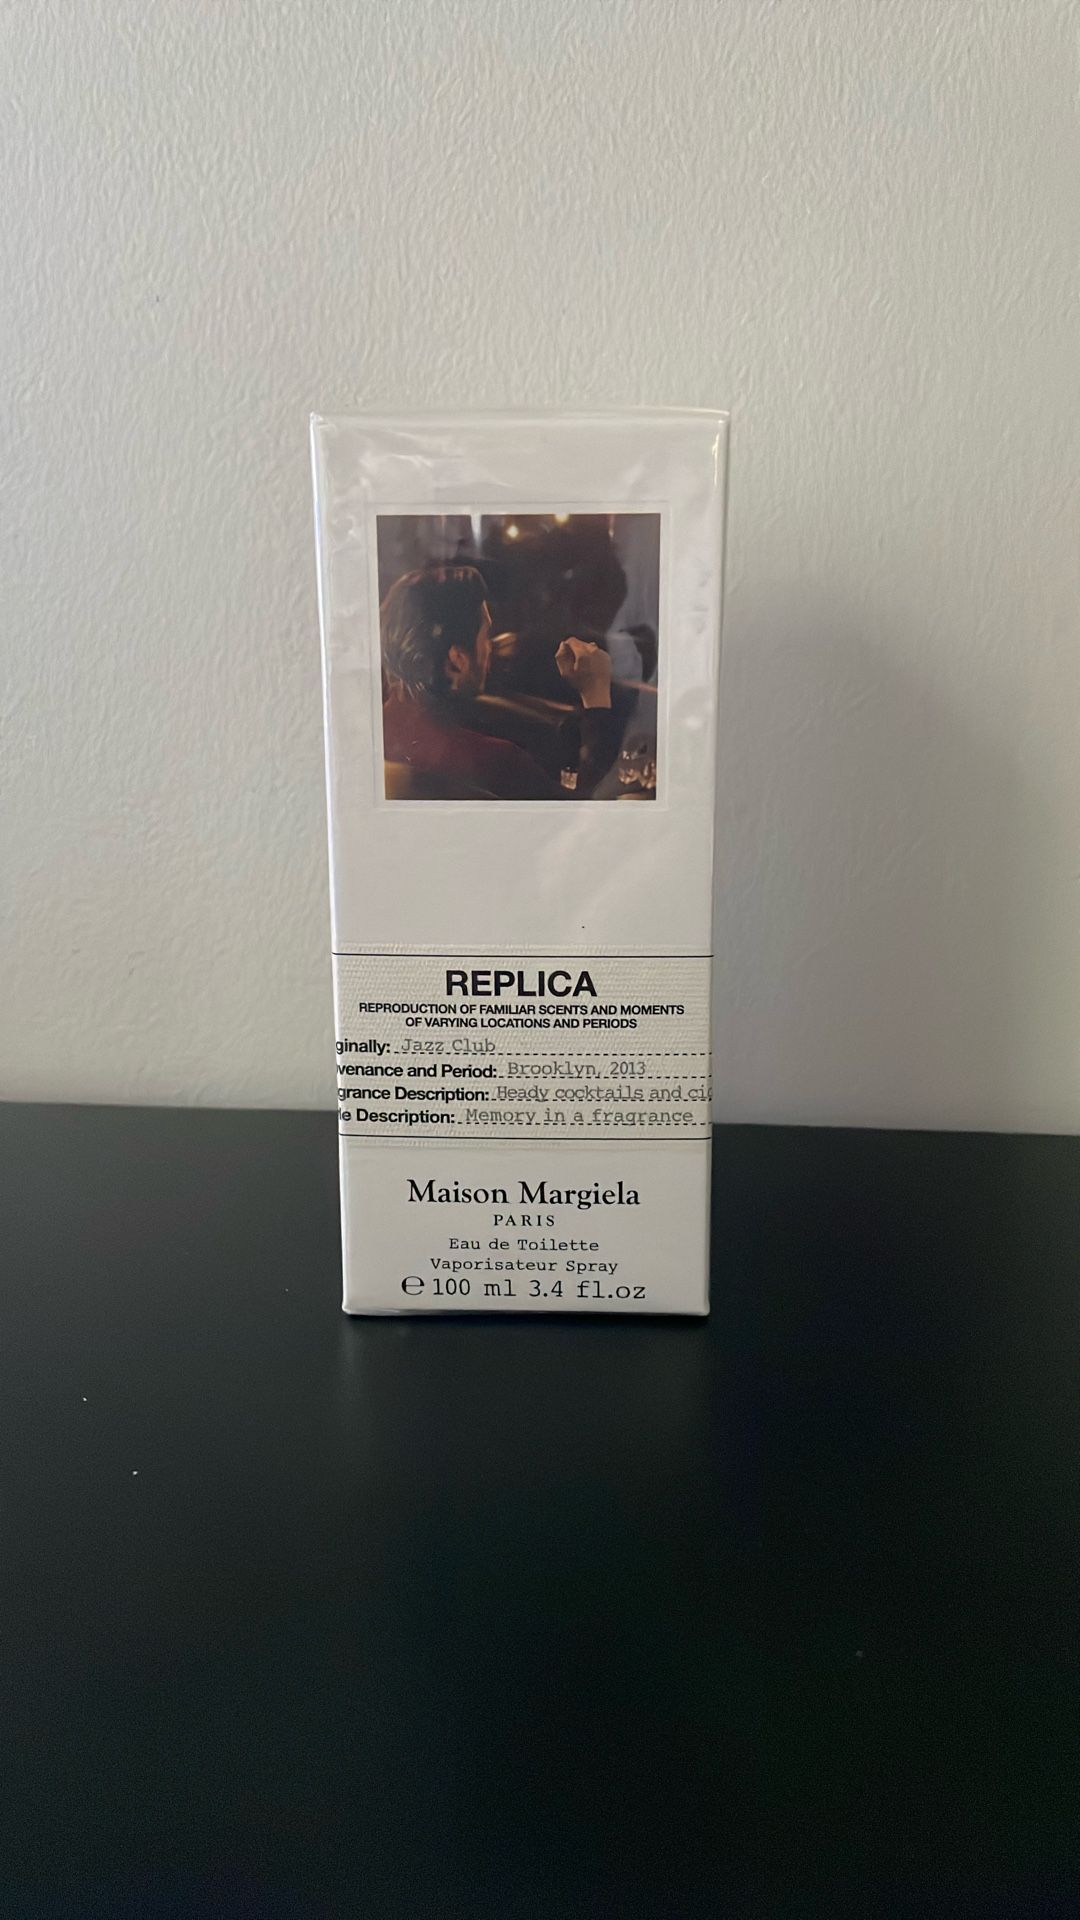 REPLICA
REPRODUCTION OF FAMILIAR SCENTS AND MOMENTS
OF VARYING LOCATIONS AND PERIODS
ginally: Jazz Club
venance and Period: Brooklyn, 2013
grance Description: Heady cocktails and ci
le Description: Memory in a fragrance
Maison Margiela
PARIS
Eau de Toilette
Vaporisateur Spray
℮ 100 ml 3.4 fl.oz